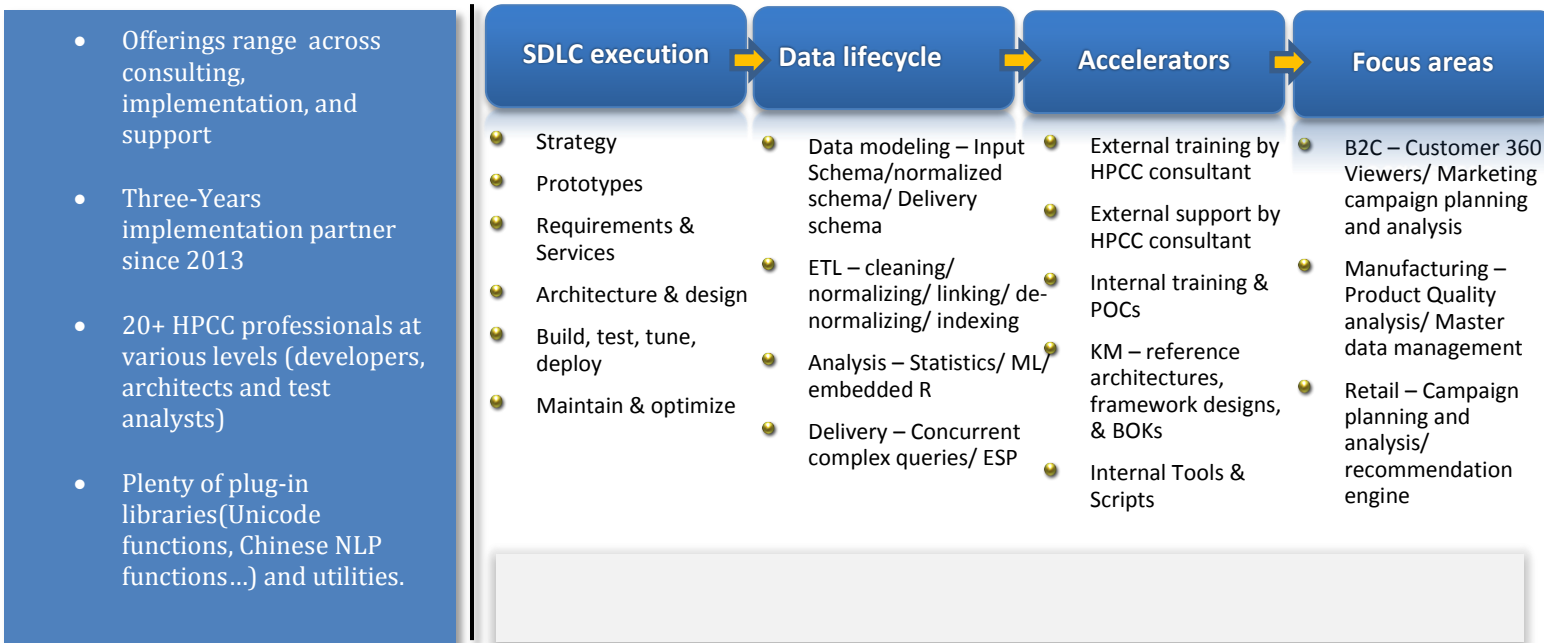 Offerings range across
consulting,
implementation, and
support
Three-Years
implementation partner
since 2013
20+ HPCC professionals at
various levels (developers,
architects and test
analysts)
Plenty of plug-in
libraries(Unicode
functions, Chinese NLP
functions…) and utilities.
SDLC execution
Strategy
Prototypes
Requirements &
Services
Architecture & design
Build, test, tune,
deploy
Maintain & optimize
Data lifecycle
Data modeling – Input
Schema/normalized
schema/ Delivery
schema
ETL – cleaning/
normalizing/ linking/ de-
normalizing/ indexing
Analysis – Statistics/ ML/
embedded R
Delivery – Concurrent
complex queries/ ESP
Accelerators
External training by
HPCC consultant
External support by
HPCC consultant
Internal training &
POCs
KM – reference
architectures,
framework designs,
& BOKs
Internal Tools &
Scripts
Focus areas
B2C – Customer 360
Viewers/ Marketing
campaign planning
and analysis
Manufacturing –
Product Quality
analysis/ Master
data management
Retail – Campaign
planning and
analysis/
recommendation
engine